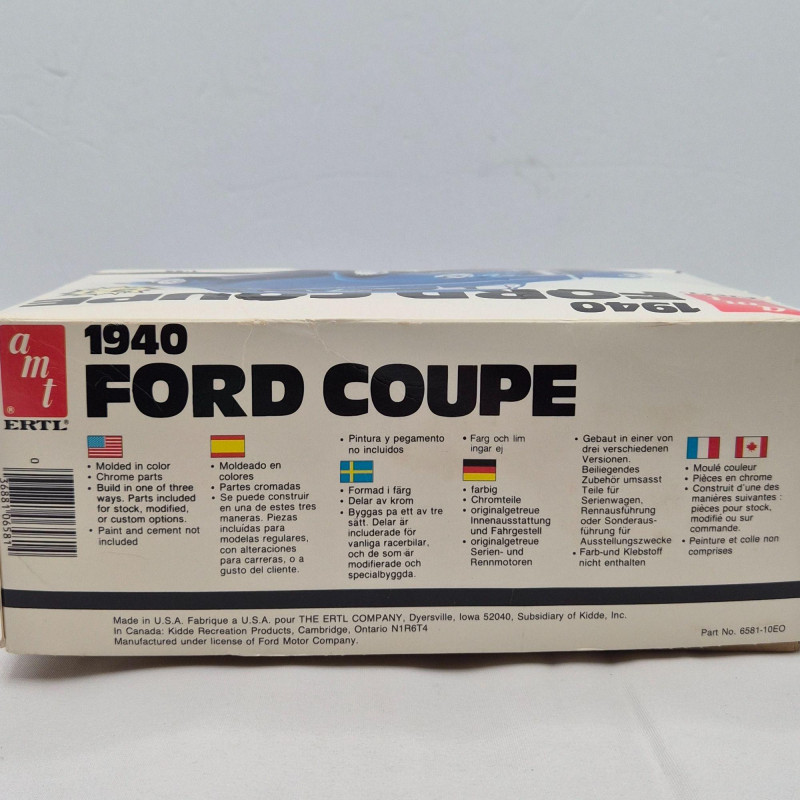 1940
FORD COUPE
amt
®
ERTL®
1940
FORD COUPE
0
36881 06581
• Molded in color
• Chrome parts
• Build in one of three
ways. Parts included
for stock, modified,
or custom options.
• Paint and cement not
included
• Moldeado en
colores
• Partes cromadas
• Se puede construir
en una de estes tres
maneras. Piezas
incluidas para
modelas regulares,
con alteraciones
para carreras, o a
gusto del cliente.
• Pintura y pegamento
no incluidos
• Formad i färg
• Delar av krom
• Byggas pa ett av tre
sätt. Delar är
includerade för
vanliga racerbilar,
och de som är
modifierade och
specialbyggda.
• Farg och lim
ingar ej
• farbig
• Chromteile
• originalgetreue
Innenausstattung
und Fahrgestell
• originalgetreue
Serien- und
Rennmotoren
• Gebaut in einer von
drei verschiedenen
Versionen.
Beiliegendes
Zubehör umsasst
Teile für
Serienwagen,
Rennausführung
oder Sonderaus-
führung für
Ausstellungszwecke
• Farb-und Klebstoff
nicht enthalten
• Moulé couleur
• Pièces en chrome
• Construit d'une des
maniéres suivantes :
pièces pour stock,
modifié ou sur
commande.
• Peinture et colle non
comprises
Made in U.S.A. Fabrique a U.S.A. pour THE ERTL COMPANY, Dyersville, Iowa 52040, Subsidiary of Kidde, Inc.
In Canada: Kidde Recreation Products, Cambridge, Ontario N1R6T4
Manufactured under license of Ford Motor Company.
Part No. 6581-10EO